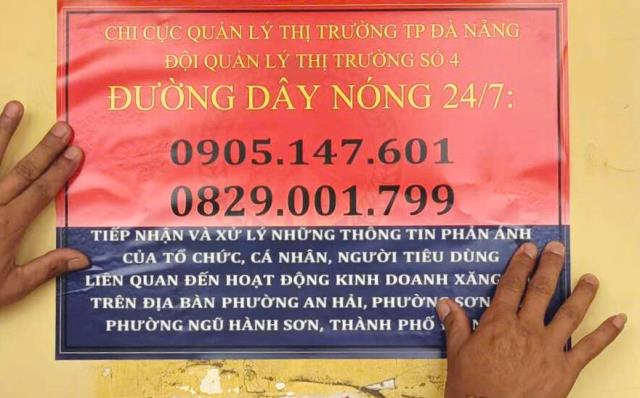 CHI CỤC QUẢN LÝ THỊ TRƯỜNG TP ĐÀ NẴNG
ĐỘI QUẢN LÝ THỊ TRƯỜNG SỐ 4
ĐƯỜNG DÂY NÓNG 24/7:
0905.147.601
0829.001.799
TIẾP NHẬN VÀ XỬ LÝ NHỮNG THÔNG TIN PHẢN ÁNH
CỦA TỔ CHỨC, CÁ NHÂN, NGƯỜI TIÊU DÙNG
LIÊN QUAN ĐẾN HOẠT ĐỘNG KINH DOANH XĂNG
TRÊN ĐỊA BÀN PHƯỜNG AN HẢI, PHƯỜNG SƠN
PHƯỜNG NGŨ HÀNH SƠN, THÀNH PHỐ